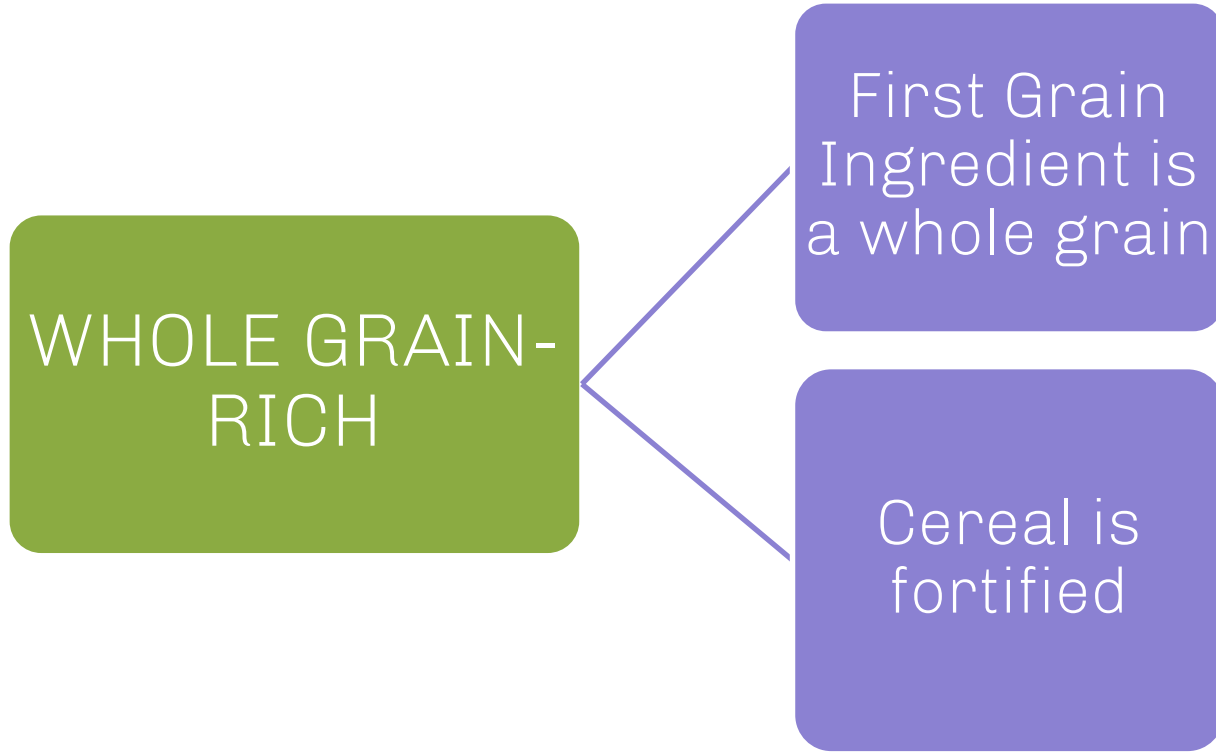 WHOLE GRAIN-
RICH
First Grain
Ingredient is
a whole grain
Cereal is
fortified